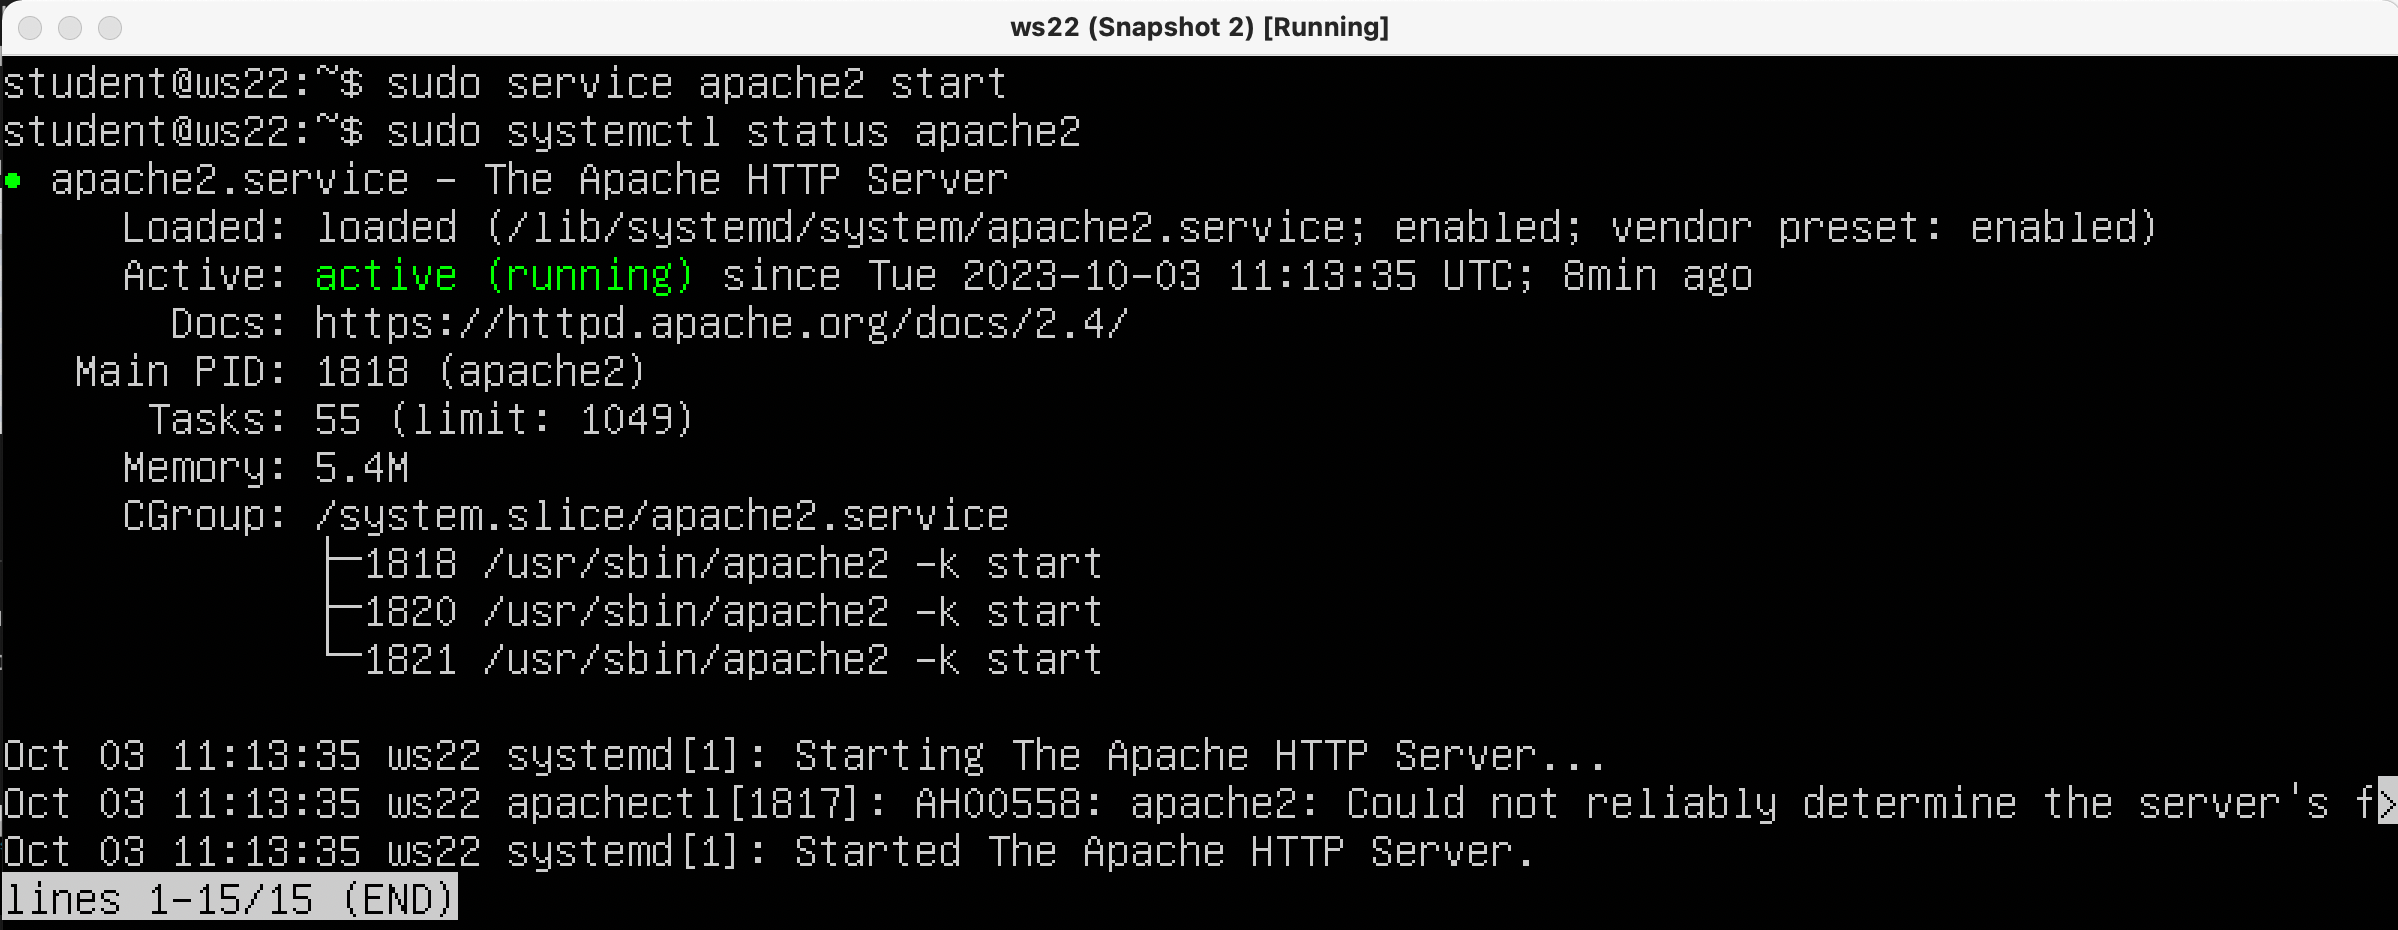 ws22 (Snapshot 2) [Running]
student@ws22:~$ sudo service apache2 start
student@ws22:~$ sudo systemctl status apache2
● apache2.service - The Apache HTTP Server
     Loaded: loaded (/lib/systemd/system/apache2.service; enabled; vendor preset: enabled)
     Active: active (running) since Tue 2023-10-03 11:13:35 UTC; 8min ago
       Docs: https://httpd.apache.org/docs/2.4/
   Main PID: 1818 (apache2)
      Tasks: 55 (limit: 1049)
     Memory: 5.4M
     CGroup: /system.slice/apache2.service
             ├─1818 /usr/sbin/apache2 -k start
             ├─1820 /usr/sbin/apache2 -k start
             └─1821 /usr/sbin/apache2 -k start
Oct 03 11:13:35 ws22 systemd[1]: Starting The Apache HTTP Server...
Oct 03 11:13:35 ws22 apachectl[1817]: AH00558: apache2: Could not reliably determine the server's f>
Oct 03 11:13:35 ws22 systemd[1]: Started The Apache HTTP Server.
lines 1-15/15 (END)